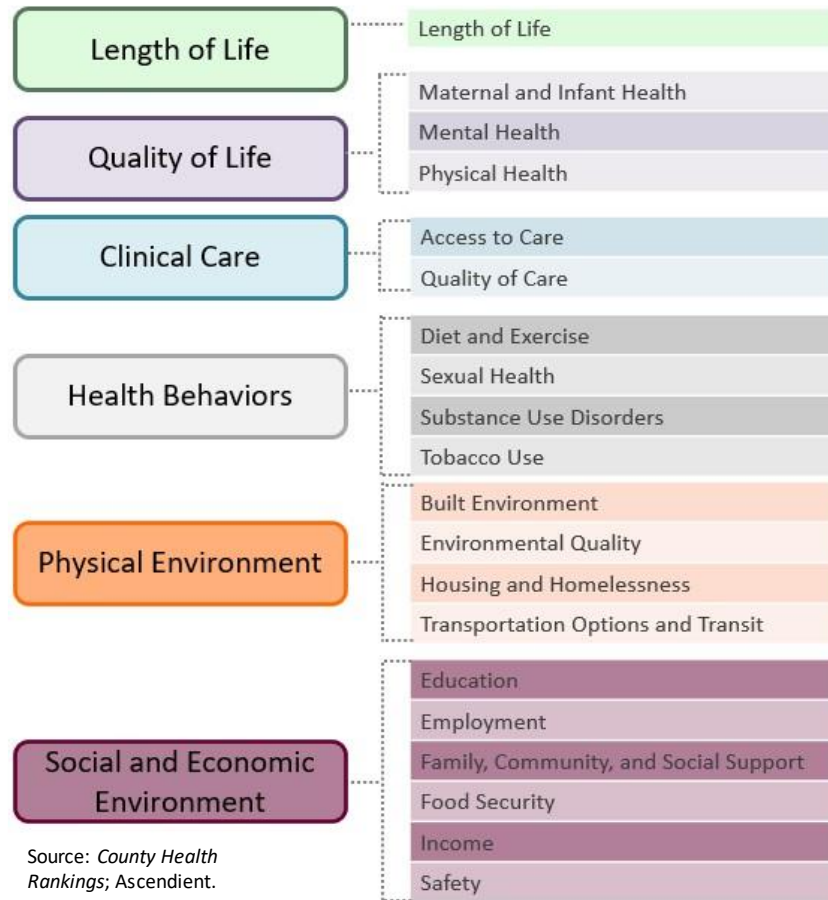 Length of Life
Length of Life
Quality of Life
Maternal and Infant Health
Mental Health
Physical Health
Clinical Care
Access to Care
Quality of Care
Health Behaviors
Diet and Exercise
Sexual Health
Substance Use Disorders
Tobacco Use
Physical Environment
Built Environment
Environmental Quality
Housing and Homelessness
Transportation Options and Transit
Social and Economic
Environment
Education
Employment
Family, Community, and Social Support
Food Security
Income
Safety
Source: County Health
Rankings; Ascendient.